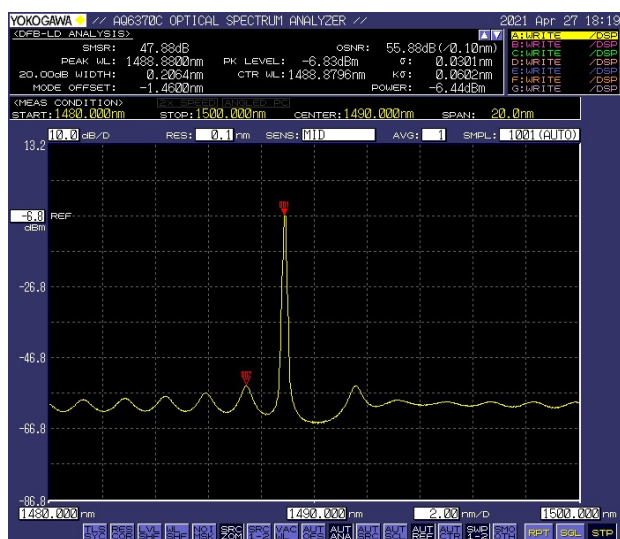 YOKOGAWA // AQ6370C OPTICAL SPECTRUM ANALYZER // 2021 Apr 27 18:19
<DFB-LD ANALYSIS>
SMSR: 47.88dB OSNR: 55.88dB(/0.10nm)
PEAK WL: 1488.8800nm PK LEVEL: -6.83dBm σ: 0.0301nm
20.00dB WIDTH: 0.2064nm CTR WL: 1488.8796nm Kσ: 0.0602nm
MODE OFFSET: -1.4600nm POWER: -6.44dBm
A:WRITE /DSP
B:WRITE /DSP
C:WRITE /DSP
D:WRITE /DSP
E:WRITE /DSP
F:WRITE /DSP
G:WRITE /DSP
<MEAS CONDITION> 2X SPEED ANGLED PC
START:1480.000nm STOP:1500.000nm CENTER:1490.000nm SPAN: 20.0nm
10.0 dB/D RES: 0.1 nm SENS: MID AVG: 1 SMPL: 1001(AUTO)
13.2
-6.8 REF
dBm
-26.8
-46.8
-66.8
-86.8
1480.000 nm 1490.000 nm 2.00 nm/D 1500.000 nm
RPT SGL STP